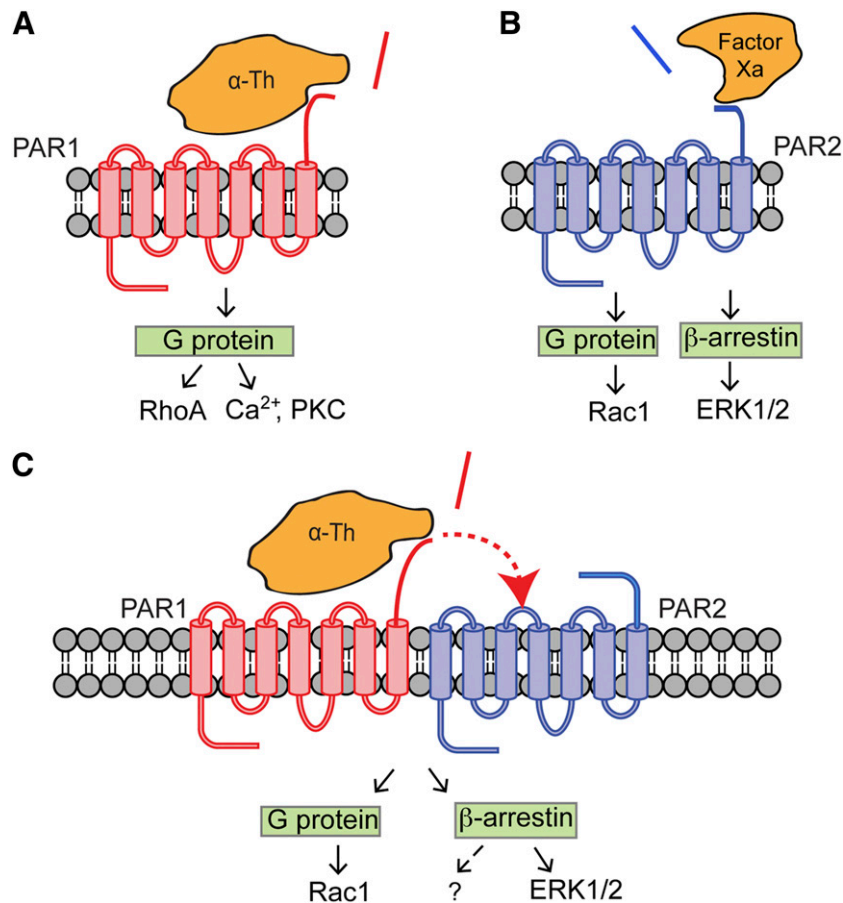 A
α-Th
PAR1
G protein
RhoA Ca²⁺, PKC
B
Factor
Xa
PAR2
G protein β-arrestin
Rac1 ERK1/2
C
α-Th
PAR1 PAR2
G protein β-arrestin
Rac1 ? ERK1/2